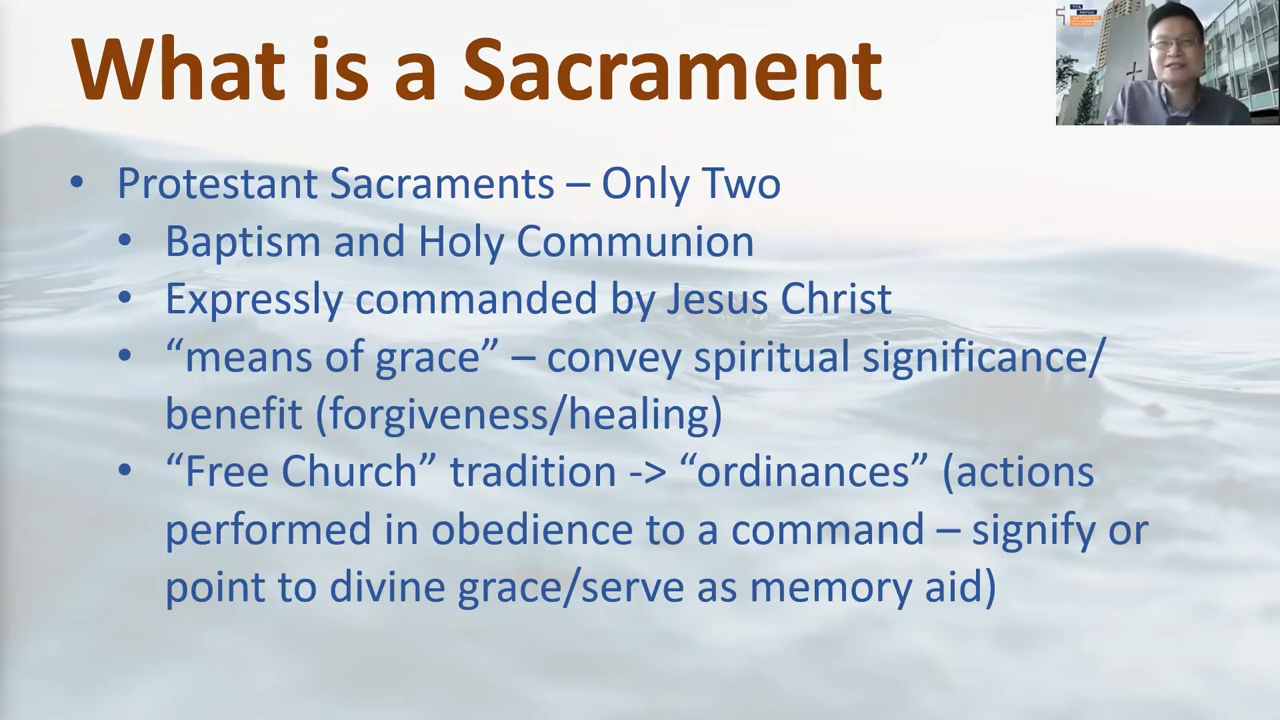 What is a Sacrament
• Protestant Sacraments – Only Two
• Baptism and Holy Communion
• Expressly commanded by Jesus Christ
• “means of grace” – convey spiritual significance/
benefit (forgiveness/healing)
• “Free Church” tradition -> “ordinances” (actions
performed in obedience to a command – signify or
point to divine grace/serve as memory aid)